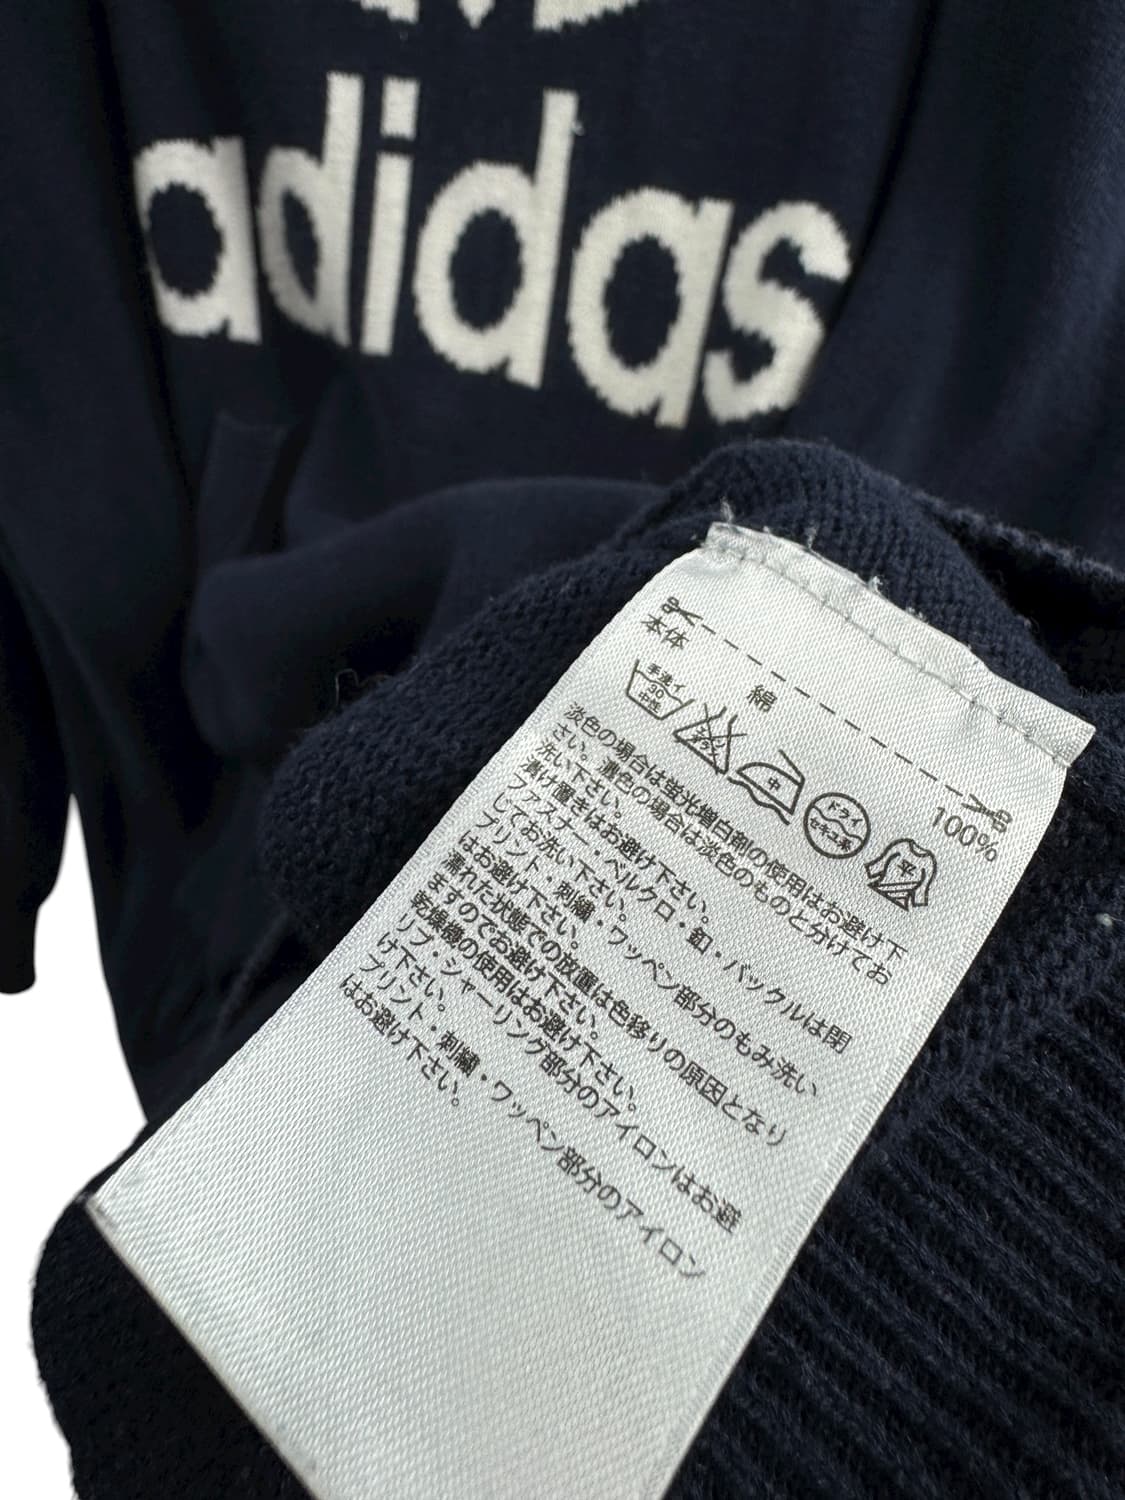 adidas
本体
綿 100%
手洗イ
30
中性
エンソサラシ
中
ドライ
セキユ系
平
淡色の場合は蛍光増白剤の使用はお避け下
さい。濃色の場合は淡色のものと分けてお
洗い下さい。
漬け置きはお避け下さい。
ファスナー・ベルクロ・釦・バックルは閉
じてお洗い下さい。
プリント・刺繍・ワッペン部分のもみ洗い
はお避け下さい。
濡れた状態での放置は色移りの原因となり
ますのでお避け下さい。
乾燥機の使用はお避け下さい。
リブ・シャーリング部分のアイロンはお避
け下さい。
プリント・刺繍・ワッペン部分のアイロン
はお避け下さい。